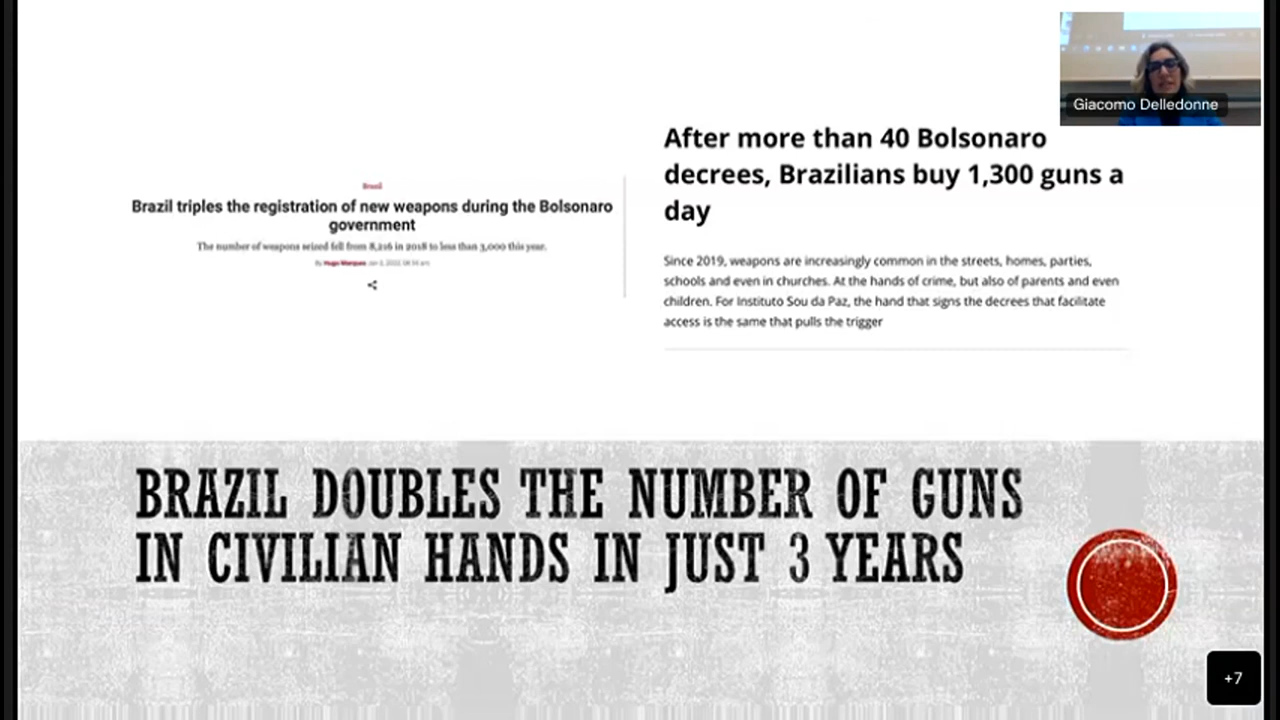 Giacomo Delledonne
Brazil
Brazil triples the registration of new weapons during the Bolsonaro
government
The number of weapons seized fell from 8,216 in 2018 to less than 3,000 this year.
By Hugo Marques
After more than 40 Bolsonaro
decrees, Brazilians buy 1,300 guns a
day
Since 2019, weapons are increasingly common in the streets, homes, parties,
schools and even in churches. At the hands of crime, but also of parents and even
children. For Instituto Sou da Paz, the hand that signs the decrees that facilitate
access is the same that pulls the trigger
BRAZIL DOUBLES THE NUMBER OF GUNS
IN CIVILIAN HANDS IN JUST 3 YEARS
+7